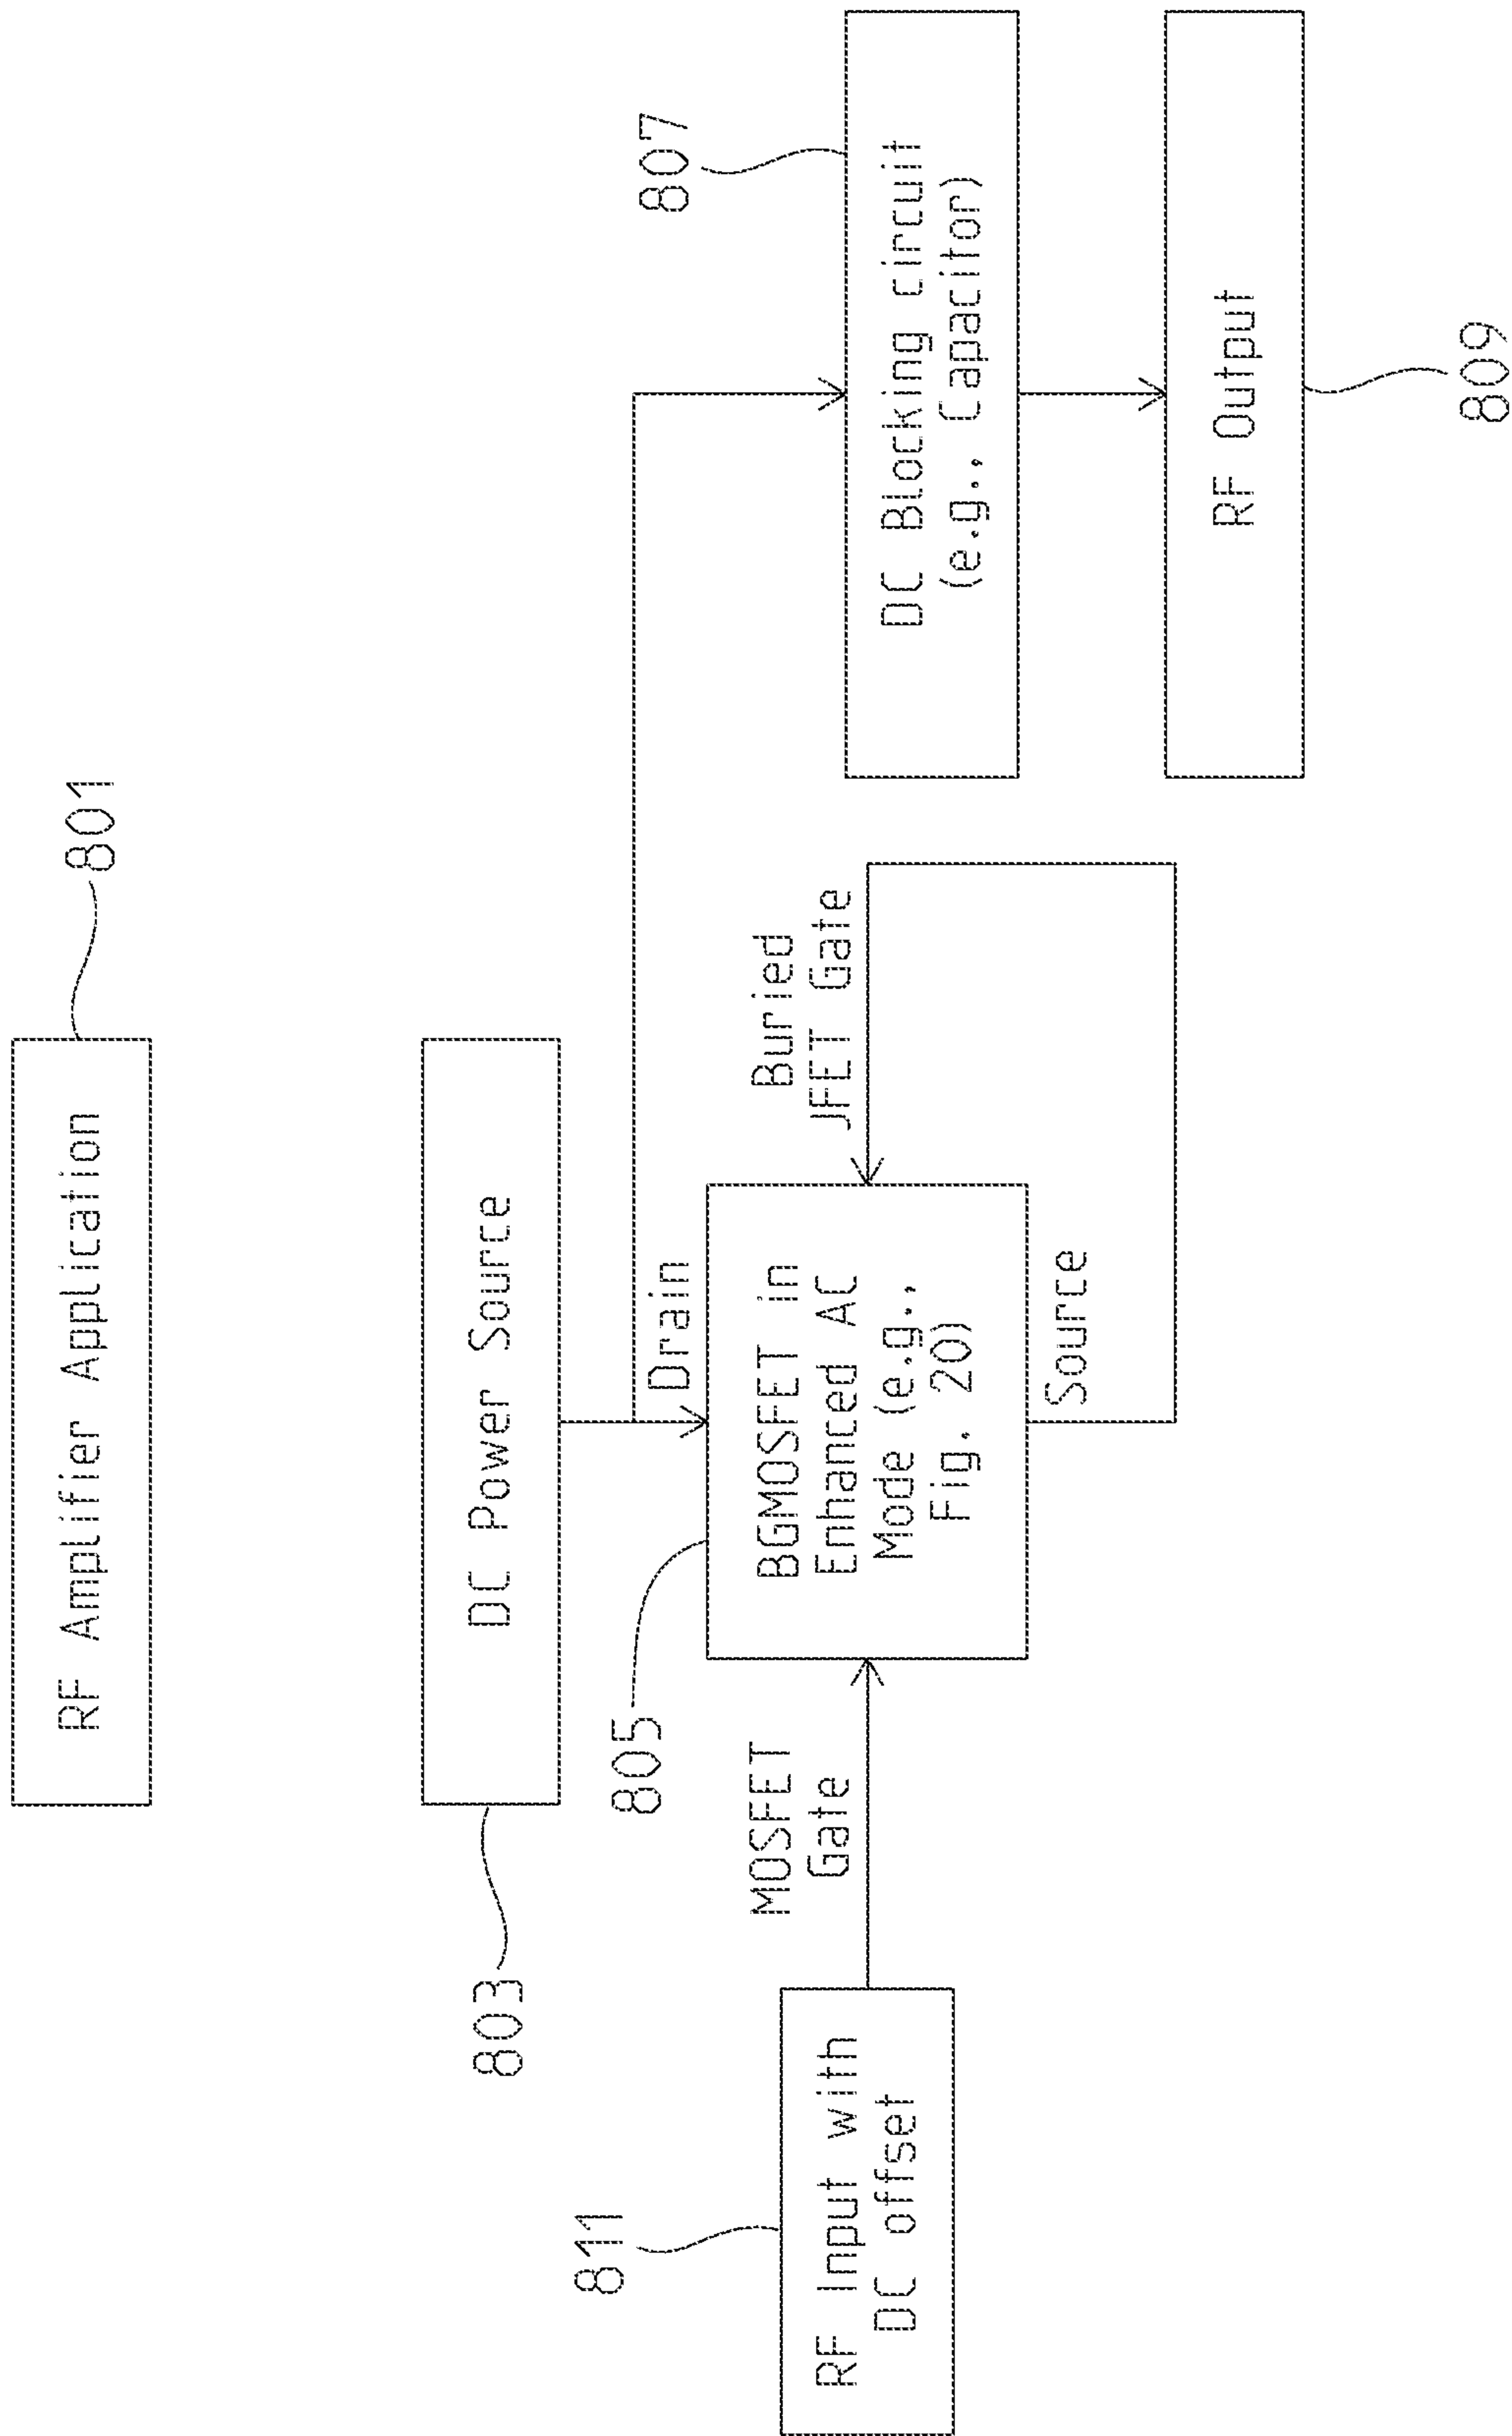 RF Amplifier Application
801
DC Power Source
803
Drain
805
BGMOSFET in
Enhanced AC
Mode (e.g.,
Fig. 20)
MOSFET
Gate
811
RF Input with
DC offset
Buried
JFET Gate
Source
807
DC Blocking circuit
(e.g., Capacitor)
RF Output
809